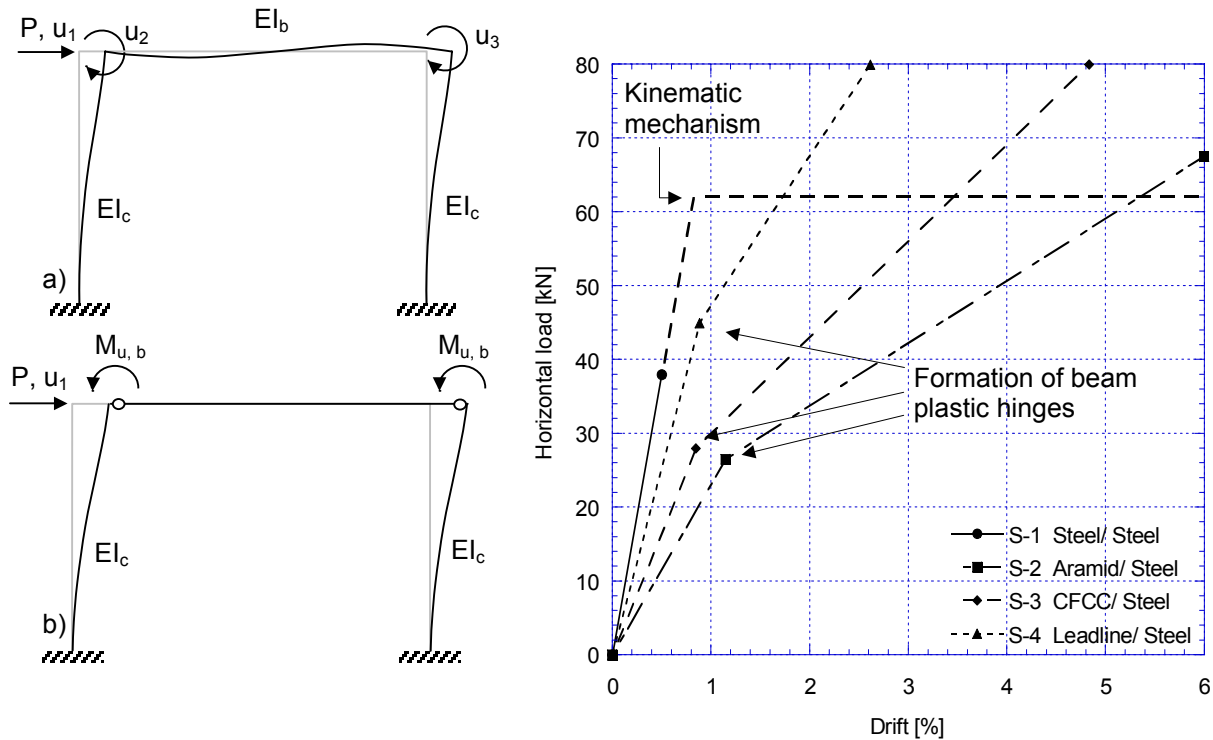 P, u1
u2
EIb
u3
EIc
EIc
a)
Mu, b
Mu, b
P, u1
EIc
EIc
b)
80
70
60
50
40
30
20
10
0
Horizontal load [kN]
Kinematic
mechanism
Formation of beam
plastic hinges
S-1 Steel/ Steel
S-2 Aramid/ Steel
S-3 CFCC/ Steel
S-4 Leadline/ Steel
0 1 2 3 4 5 6
Drift [%]